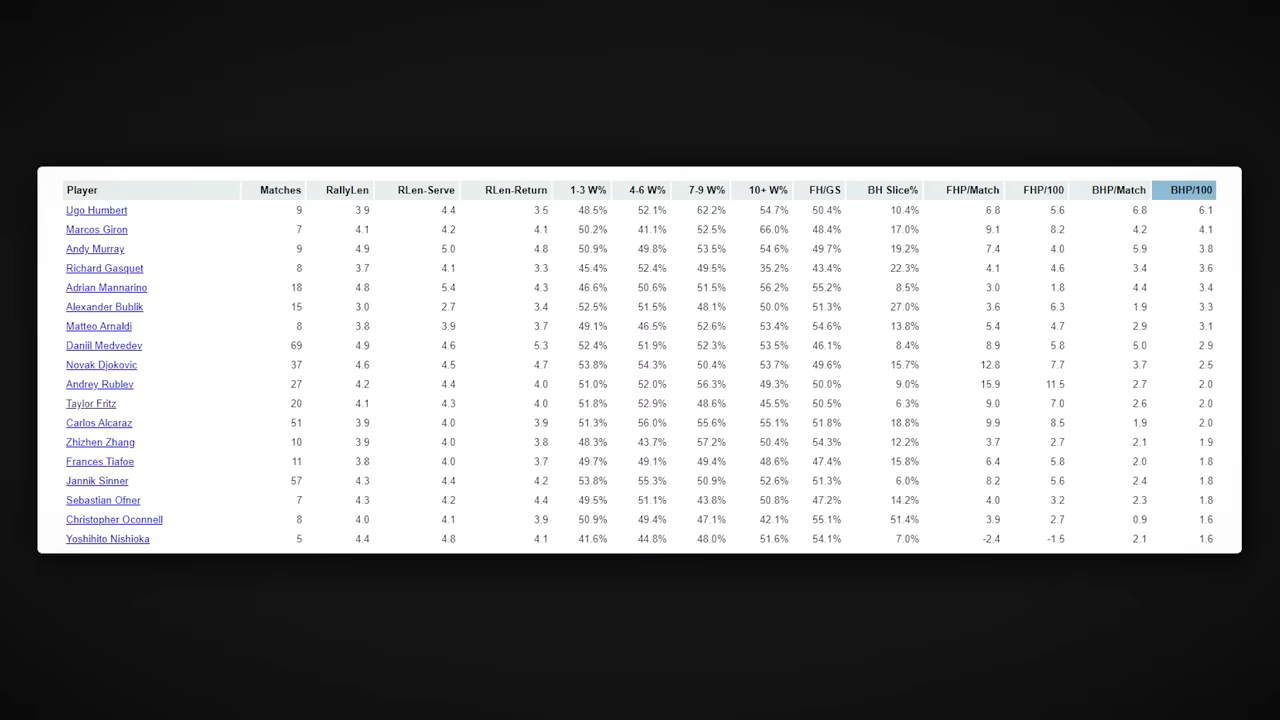 Player Matches RallyLen RLen-Serve RLen-Return 1-3 W% 4-6 W% 7-9 W% 10+ W% FH/GS BH Slice% FHP/Match FHP/100 BHP/Match BHP/100
Ugo Humbert 9 3.9 4.4 3.5 48.5% 52.1% 62.2% 54.7% 50.4% 10.4% 6.8 5.6 6.8 6.1
Marcos Giron 7 4.1 4.2 4.1 50.2% 41.1% 52.5% 66.0% 48.4% 17.0% 9.1 8.2 4.2 4.1
Andy Murray 9 4.9 5.0 4.8 50.9% 49.8% 53.5% 54.6% 49.7% 19.2% 7.4 4.0 5.9 3.8
Richard Gasquet 8 3.7 4.1 3.3 45.4% 52.4% 49.5% 35.2% 43.4% 22.3% 4.1 4.6 3.4 3.6
Adrian Mannarino 18 4.8 5.4 4.3 46.6% 50.6% 51.5% 56.2% 55.2% 8.5% 3.0 1.8 4.4 3.4
Alexander Bublik 15 3.0 2.7 3.4 52.5% 51.5% 48.1% 50.0% 51.3% 27.0% 3.6 6.3 1.9 3.3
Matteo Arnaldi 8 3.8 3.9 3.7 49.1% 46.5% 52.6% 53.4% 54.6% 13.8% 5.4 4.7 2.9 3.1
Daniil Medvedev 69 4.9 4.6 5.3 52.4% 51.9% 52.3% 53.5% 46.1% 8.4% 8.9 5.8 5.0 2.9
Novak Djokovic 37 4.6 4.5 4.7 53.8% 54.3% 50.4% 53.7% 49.6% 15.7% 12.8 7.7 3.7 2.5
Andrey Rublev 27 4.2 4.4 4.0 51.0% 52.0% 56.3% 49.3% 50.0% 9.0% 15.9 11.5 2.7 2.0
Taylor Fritz 20 4.1 4.3 4.0 51.8% 52.9% 48.6% 45.5% 50.5% 6.3% 9.0 7.0 2.6 2.0
Carlos Alcaraz 51 3.9 4.0 3.9 51.3% 56.0% 55.6% 55.1% 51.8% 18.8% 9.9 8.5 1.9 2.0
Zhizhen Zhang 10 3.9 4.0 3.8 48.3% 43.7% 57.2% 50.4% 54.3% 12.2% 3.7 2.7 2.1 1.9
Frances Tiafoe 11 3.8 4.0 3.7 49.7% 49.1% 49.4% 48.6% 47.4% 15.8% 6.4 5.8 2.0 1.8
Jannik Sinner 57 4.3 4.4 4.2 53.8% 55.3% 50.9% 52.6% 51.3% 6.0% 8.2 5.6 2.4 1.8
Sebastian Ofner 7 4.3 4.2 4.4 49.5% 51.1% 43.8% 50.8% 47.2% 14.2% 4.0 3.2 2.3 1.8
Christopher Oconnell 8 4.0 4.1 3.9 50.9% 49.4% 47.1% 42.1% 55.1% 51.4% 3.9 2.7 0.9 1.6
Yoshihito Nishioka 5 4.4 4.8 4.1 41.6% 44.8% 48.0% 51.6% 54.1% 7.0% -2.4 -1.5 2.1 1.6